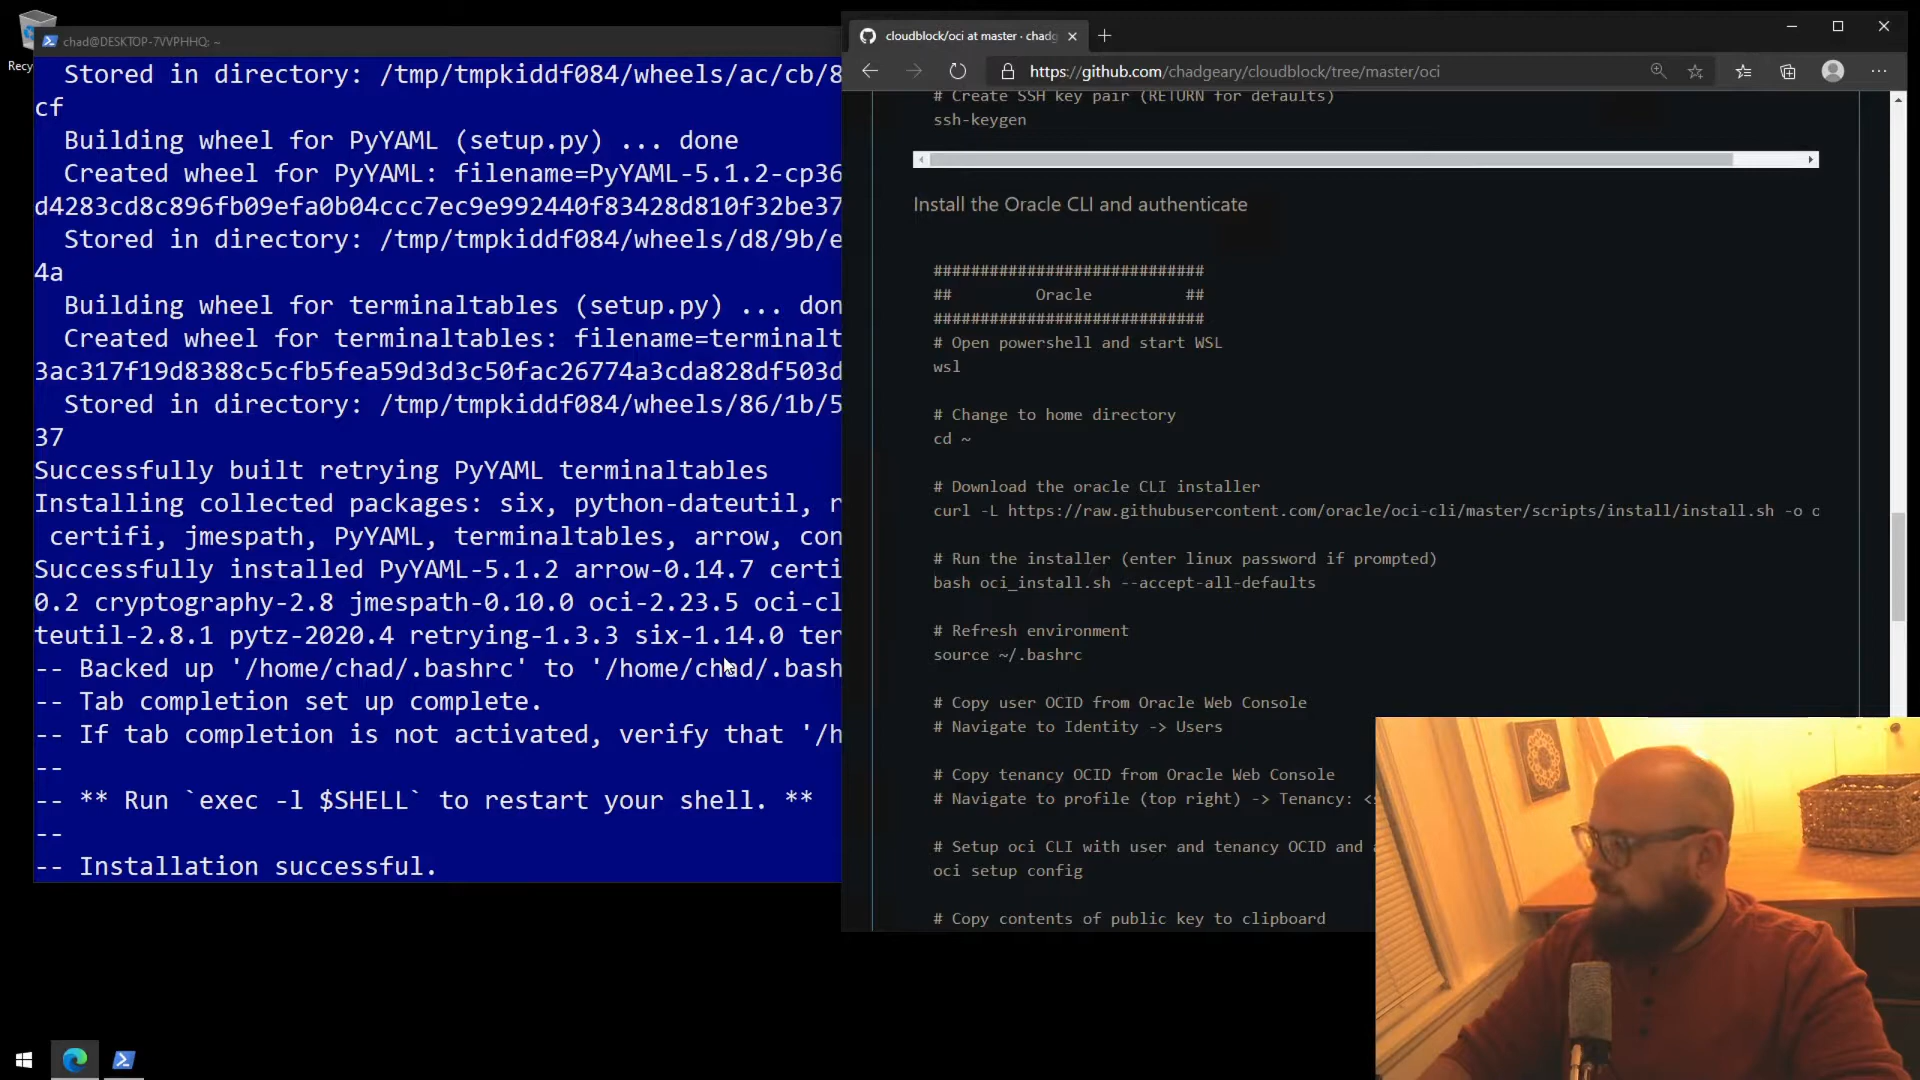 Recy
chad@DESKTOP-7VVPHHQ: ~
Stored in directory: /tmp/tmpkiddf084/wheels/ac/cb/8
cf
Building wheel for PyYAML (setup.py) ... done
Created wheel for PyYAML: filename=PyYAML-5.1.2-cp36
d4283cd8c896fb09efa0b04ccc7ec9e992440f83428d810f32be37
Stored in directory: /tmp/tmpkiddf084/wheels/d8/9b/e
4a
Building wheel for terminaltables (setup.py) ... don
Created wheel for terminaltables: filename=terminalt
3ac317f19d8388c5cfb5fea59d3d3c50fac26774a3cda828df503d
Stored in directory: /tmp/tmpkiddf084/wheels/86/1b/5
37
Successfully built retrying PyYAML terminaltables
Installing collected packages: six, python-dateutil, r
certifi, jmespath, PyYAML, terminaltables, arrow, con
Successfully installed PyYAML-5.1.2 arrow-0.14.7 certi
0.2 cryptography-2.8 jmespath-0.10.0 oci-2.23.5 oci-cl
teutil-2.8.1 pytz-2020.4 retrying-1.3.3 six-1.14.0 ter
-- Backed up '/home/chad/.bashrc' to '/home/chad/.bash
-- Tab completion set up complete.
-- If tab completion is not activated, verify that '/h
--
-- ** Run `exec -l $SHELL` to restart your shell. **
--
-- Installation successful.
cloudblock/oci at master · chadg
https://github.com/chadgeary/cloudblock/tree/master/oci
# Create SSH key pair (RETURN for defaults)
ssh-keygen
Install the Oracle CLI and authenticate
#############################
## Oracle ##
#############################
# Open powershell and start WSL
wsl
# Change to home directory
cd ~
# Download the oracle CLI installer
curl -L https://raw.githubusercontent.com/oracle/oci-cli/master/scripts/install/install.sh -o o
# Run the installer (enter linux password if prompted)
bash oci_install.sh --accept-all-defaults
# Refresh environment
source ~/.bashrc
# Copy user OCID from Oracle Web Console
# Navigate to Identity -> Users
# Copy tenancy OCID from Oracle Web Console
# Navigate to profile (top right) -> Tenancy: <
# Setup oci CLI with user and tenancy OCID and
oci setup config
# Copy contents of public key to clipboard